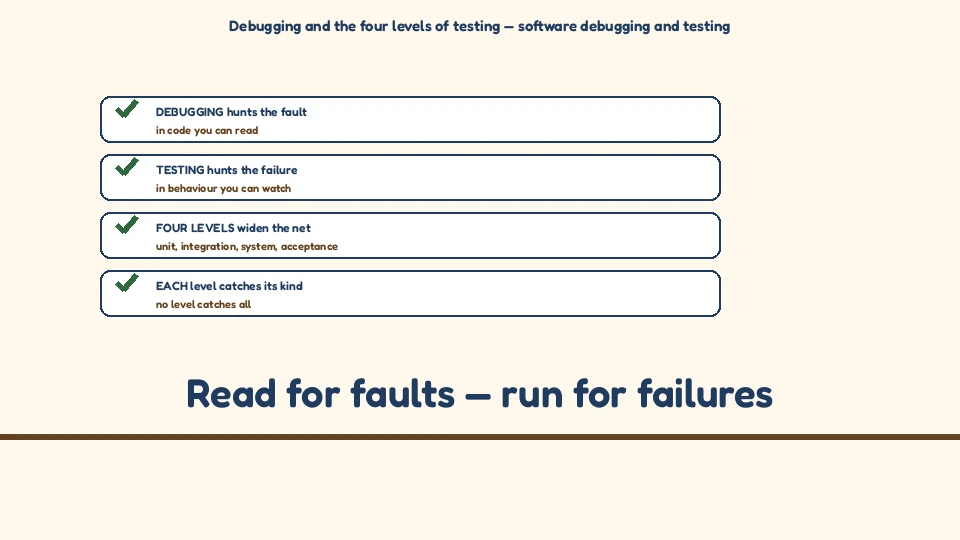 Debugging and the four levels of testing — software debugging and testing
DEBUGGING hunts the fault
in code you can read
TESTING hunts the failure
in behaviour you can watch
FOUR LEVELS widen the net
unit, integration, system, acceptance
EACH level catches its kind
no level catches all
Read for faults — run for failures